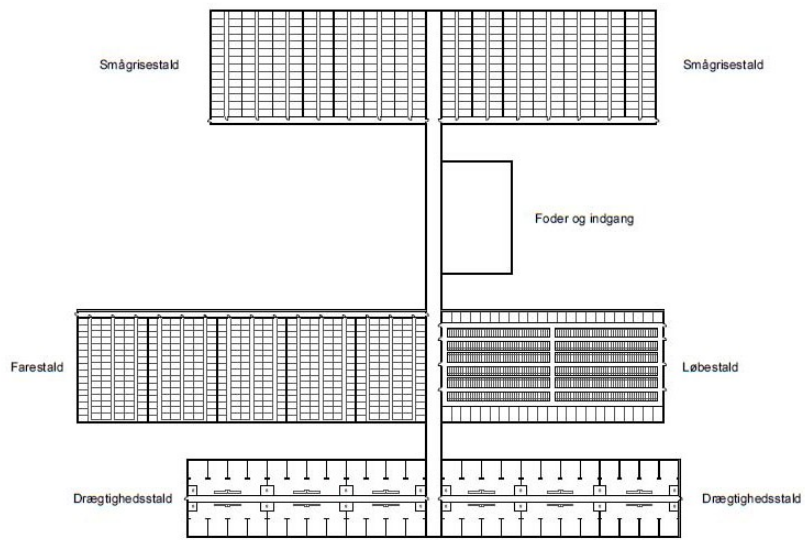 Smågrisestald
Smågrisestald
Foder og indgang
Farestald
Løbestald
Drægtighedsstald
Drægtighedsstald